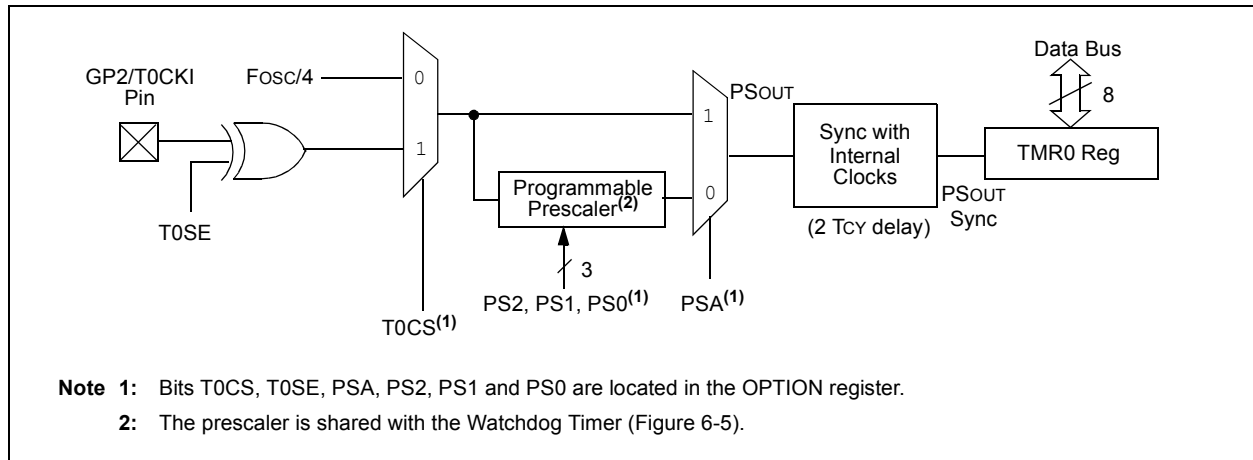 Data Bus
GP2/T0CKI
Pin
FOSC/4
0
1
T0SE
T0CS(1)
Programmable
Prescaler(2)
3
PS2, PS1, PS0(1)
1
0
PSA(1)
PSOUT
Sync with
Internal
Clocks
(2 TCY delay)
PSOUT
Sync
8
TMR0 Reg
Note 1: Bits T0CS, T0SE, PSA, PS2, PS1 and PS0 are located in the OPTION register.
2: The prescaler is shared with the Watchdog Timer (Figure 6-5).